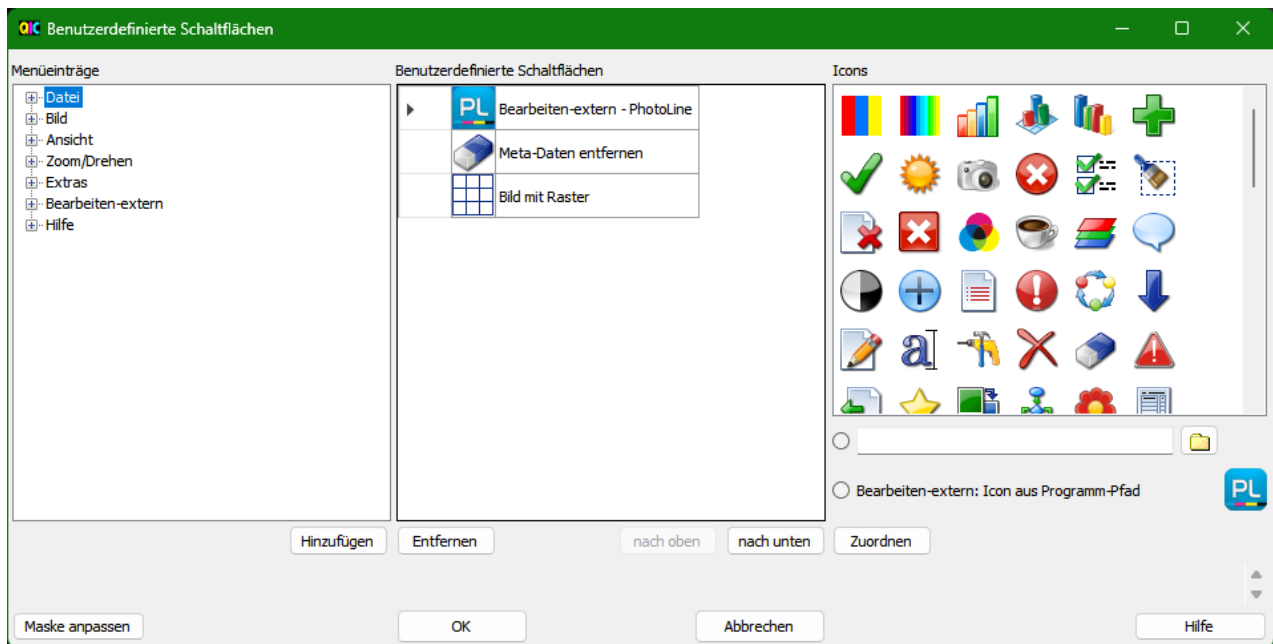 QIC Benutzerdefinierte Schaltflächen
Menüeinträge
Datei
Bild
Ansicht
Zoom/Drehen
Extras
Bearbeiten-extern
Hilfe
Hinzufügen
Benutzerdefinierte Schaltflächen
PL Bearbeiten-extern - PhotoLine
Meta-Daten entfernen
Bild mit Raster
Entfernen
nach oben
nach unten
Icons
a
Bearbeiten-extern: Icon aus Programm-Pfad
PL
Zuordnen
Maske anpassen
OK
Abbrechen
Hilfe